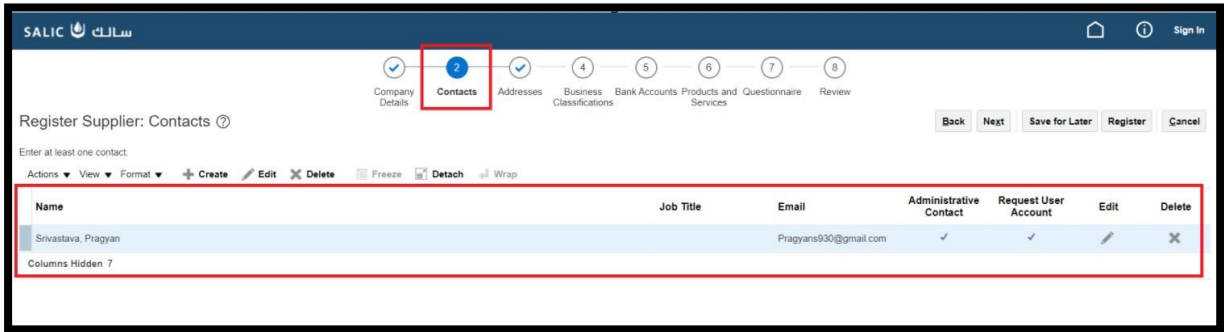 SALIC سالك
Sign In
2 4 5 6 7 8
Company Details Contacts Addresses Business Classifications Bank Accounts Products and Services Questionnaire Review
Register Supplier: Contacts ?
Back Next Save for Later Register Cancel
Enter at least one contact.
Actions View Format Create Edit Delete Freeze Detach Wrap
Name Job Title Email Administrative Contact Request User Account Edit Delete
Srivastava, Pragyan Pragyans930@gmail.com
Columns Hidden 7